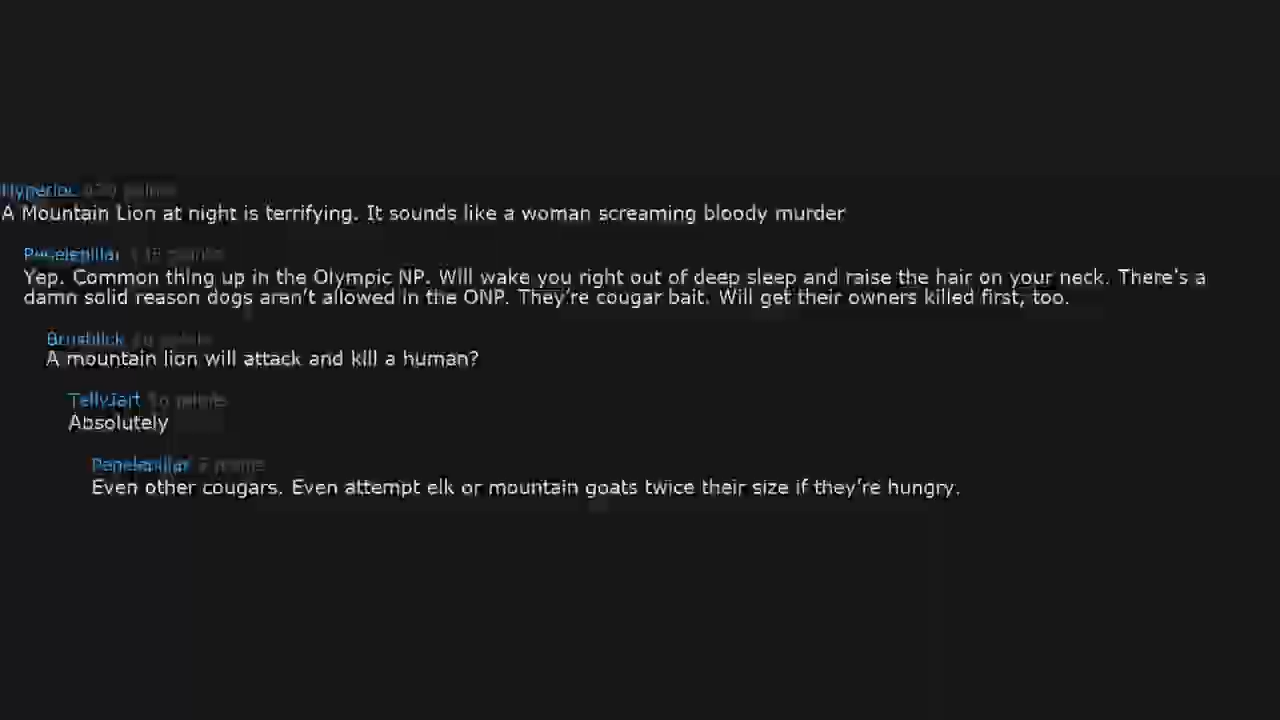 A Mountain Lion at night is terrifying. It sounds like a woman screaming bloody murder
Yep. Common thing up in the Olympic NP. Will wake you right out of deep sleep and raise the hair on your neck. There's a
damn solid reason dogs aren't allowed in the ONP. They're cougar bait. Will get their owners killed first, too.
A mountain lion will attack and kill a human?
TellyJart points
Absolutely
Even other cougars. Even attempt elk or mountain goats twice their size if they're hungry.